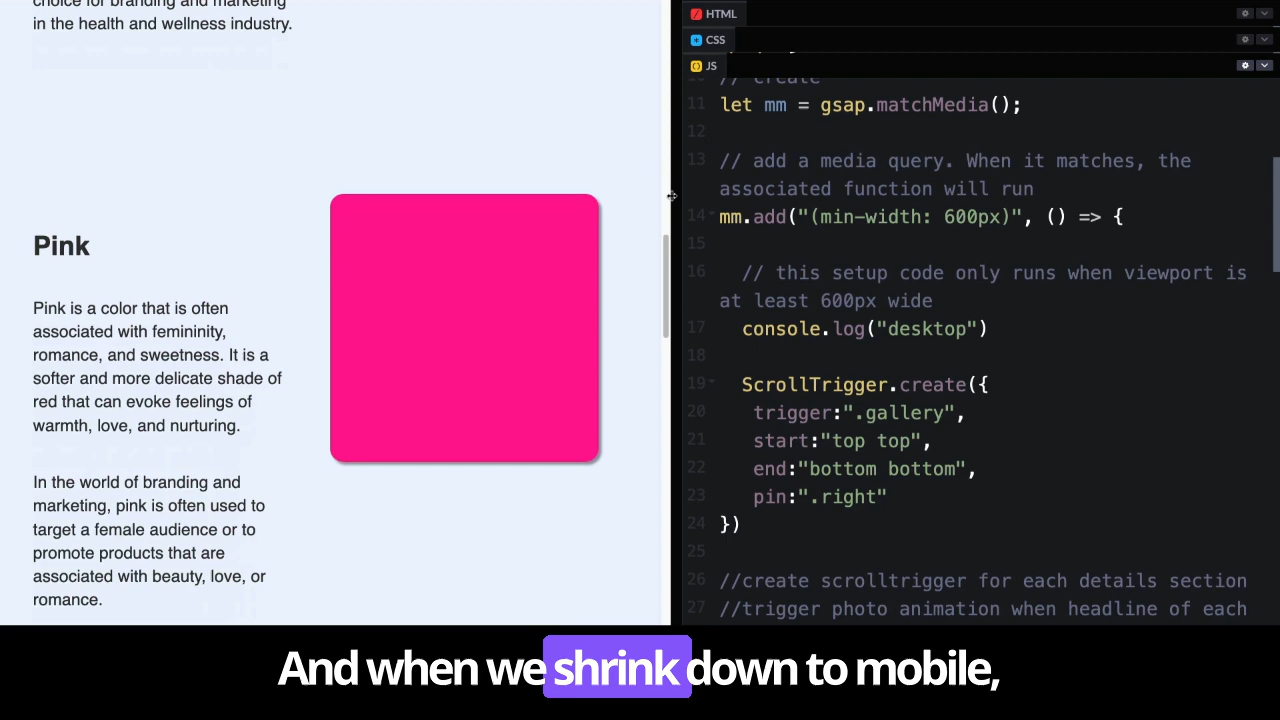 choice for branding and marketing
in the health and wellness industry.
Pink
Pink is a color that is often
associated with femininity,
romance, and sweetness. It is a
softer and more delicate shade of
red that can evoke feelings of
warmth, love, and nurturing.
In the world of branding and
marketing, pink is often used to
target a female audience or to
promote products that are
associated with beauty, love, or
romance.
HTML
CSS
JS
10 // create
11 let mm = gsap.matchMedia();
12
13 // add a media query. When it matches, the
associated function will run
14 mm.add("(min-width: 600px)", () => {
15
16 // this setup code only runs when viewport is
at least 600px wide
17 console.log("desktop")
18
19 ScrollTrigger.create({
20 trigger:".gallery",
21 start:"top top",
22 end:"bottom bottom",
23 pin:".right"
24 })
25
26 //create scrolltrigger for each details section
27 //trigger photo animation when headline of each
And when we shrink down to mobile,